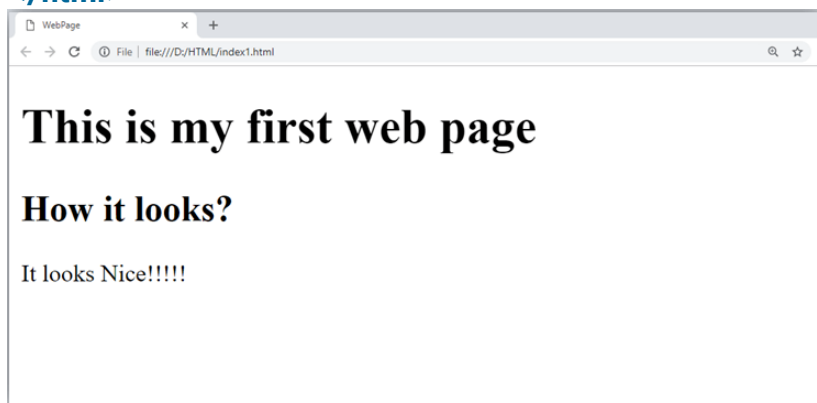 WebPage
File | file:///D:/HTML/index1.html
This is my first web page
How it looks?
It looks Nice!!!!!